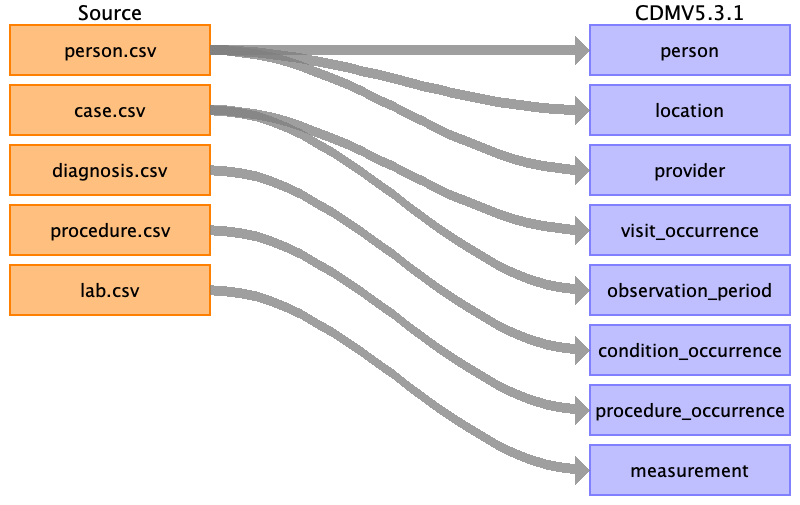 Source
CDMV5.3.1
person.csv
person
case.csv
location
diagnosis.csv
provider
procedure.csv
visit_occurrence
lab.csv
observation_period
condition_occurrence
procedure_occurrence
measurement